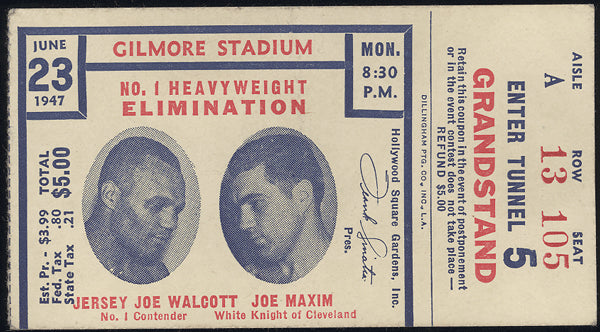 JUNE
23
1947
GILMORE STADIUM
MON.
8:30
P.M.
NO. 1 HEAVYWEIGHT
ELIMINATION
Est. Pr. - $3.99
Fed. Tax .80
State Tax .21
TOTAL
$5.00
Hollywood Square Gardens, Inc.
Frank Sinatra
Pres.
JERSEY JOE WALCOTT
No. 1 Contender
JOE MAXIM
White Knight of Cleveland
DILLINGHAM PTG. CO., INC., L.A.
Retain this coupon in the event of postponement
or in the event contest does not take place —
REFUND $5.00
GRANDSTAND
ENTER TUNNEL 5
AISLE
A
ROW
13
SEAT
105